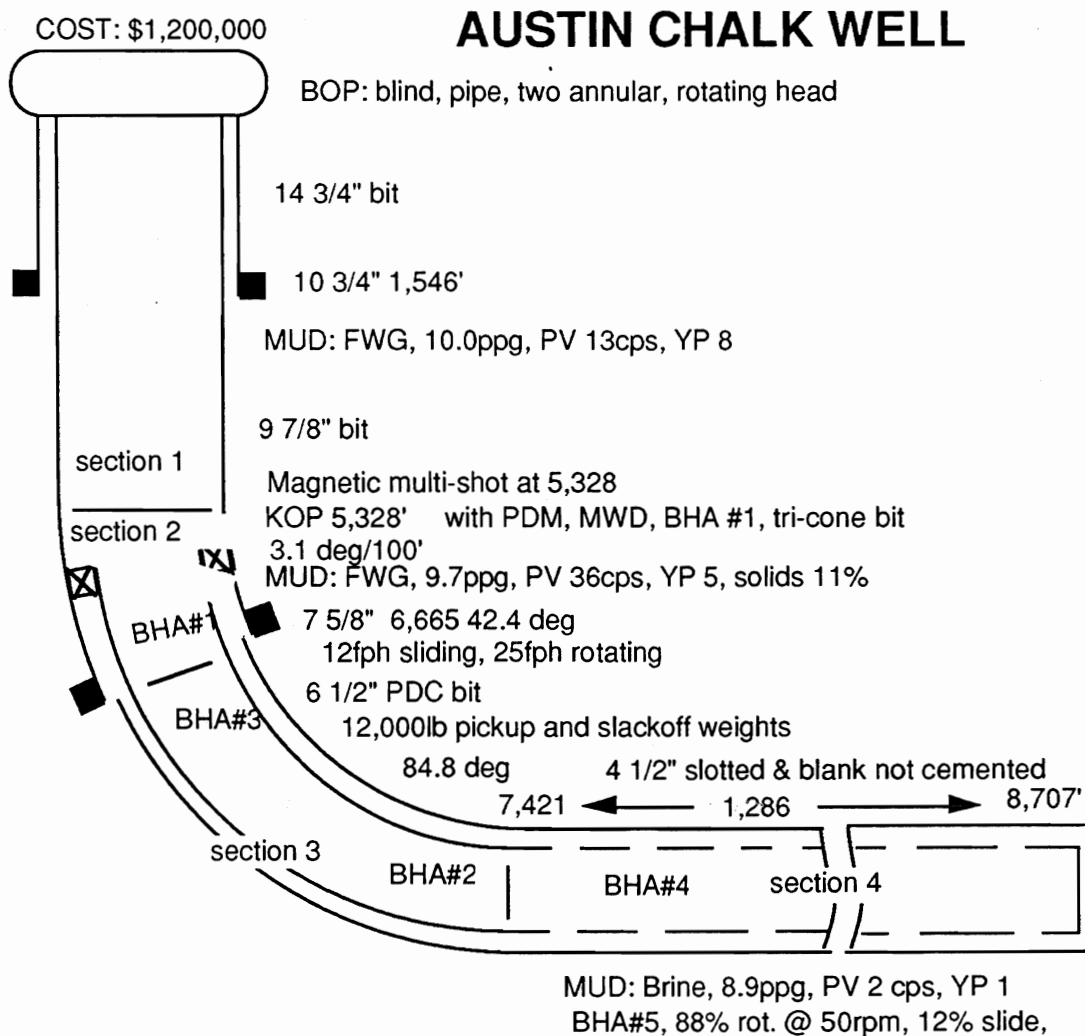 COST: $1,200,000
AUSTIN CHALK WELL
BOP: blind, pipe, two annular, rotating head
14 3/4" bit
10 3/4" 1,546'
MUD: FWG, 10.0ppg, PV 13cps, YP 8
9 7/8" bit
section 1
Magnetic multi-shot at 5,328
KOP 5,328' with PDM, MWD, BHA #1, tri-cone bit
section 2
3.1 deg/100'
MUD: FWG, 9.7ppg, PV 36cps, YP 5, solids 11%
BHA#1
7 5/8" 6,665 42.4 deg
12fph sliding, 25fph rotating
6 1/2" PDC bit
BHA#3
12,000lb pickup and slackoff weights
84.8 deg
4 1/2" slotted & blank not cemented
7,421 1,286 8,707'
section 3
BHA#2
BHA#4
section 4
MUD: Brine, 8.9ppg, PV 2 cps, YP 1
BHA#5, 88% rot. @ 50rpm, 12% slide,